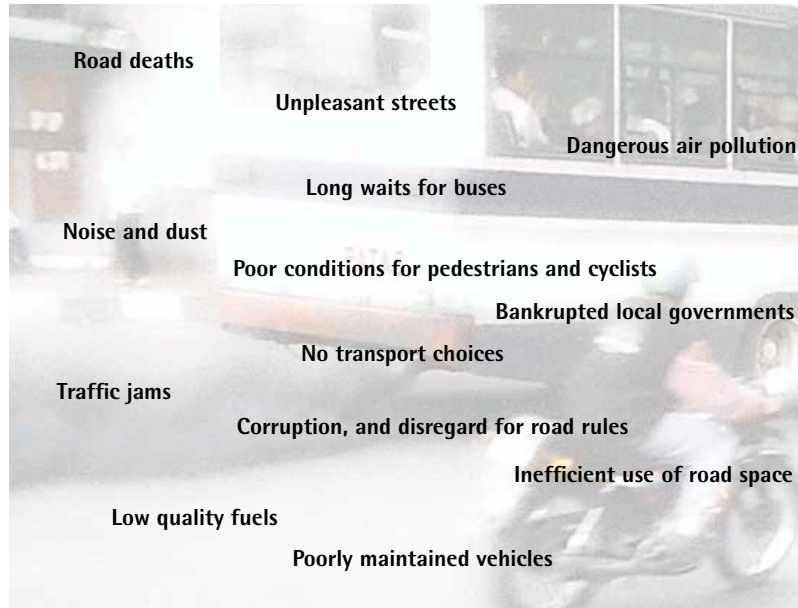 Road deaths
Unpleasant streets
Dangerous air pollution
Long waits for buses
Noise and dust
Poor conditions for pedestrians and cyclists
Bankrupted local governments
No transport choices
Traffic jams
Corruption, and disregard for road rules
Inefficient use of road space
Low quality fuels
Poorly maintained vehicles